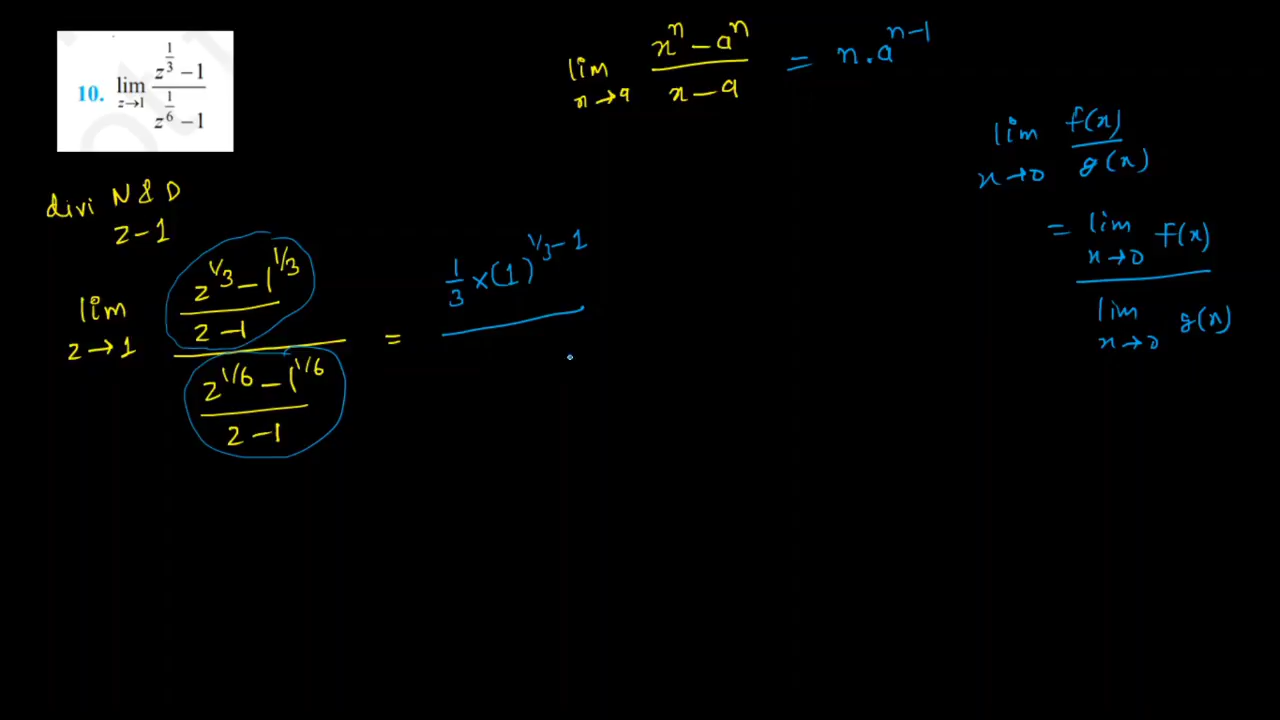 10. lim z→1 (z^(1/3) − 1)/(z^(1/6) − 1)
lim x→a (x^n − a^n)/(x − a) = n.a^(n−1)
lim x→0 f(x)/g(x)
= lim x→0 f(x) / lim x→0 g(x)
divi N & D
z−1
lim z→1 ((z^(1/3) − 1^(1/3))/(z−1))/((z^(1/6) − 1^(1/6))/(z−1)) = 1/3 × (1)^(1/3−1)